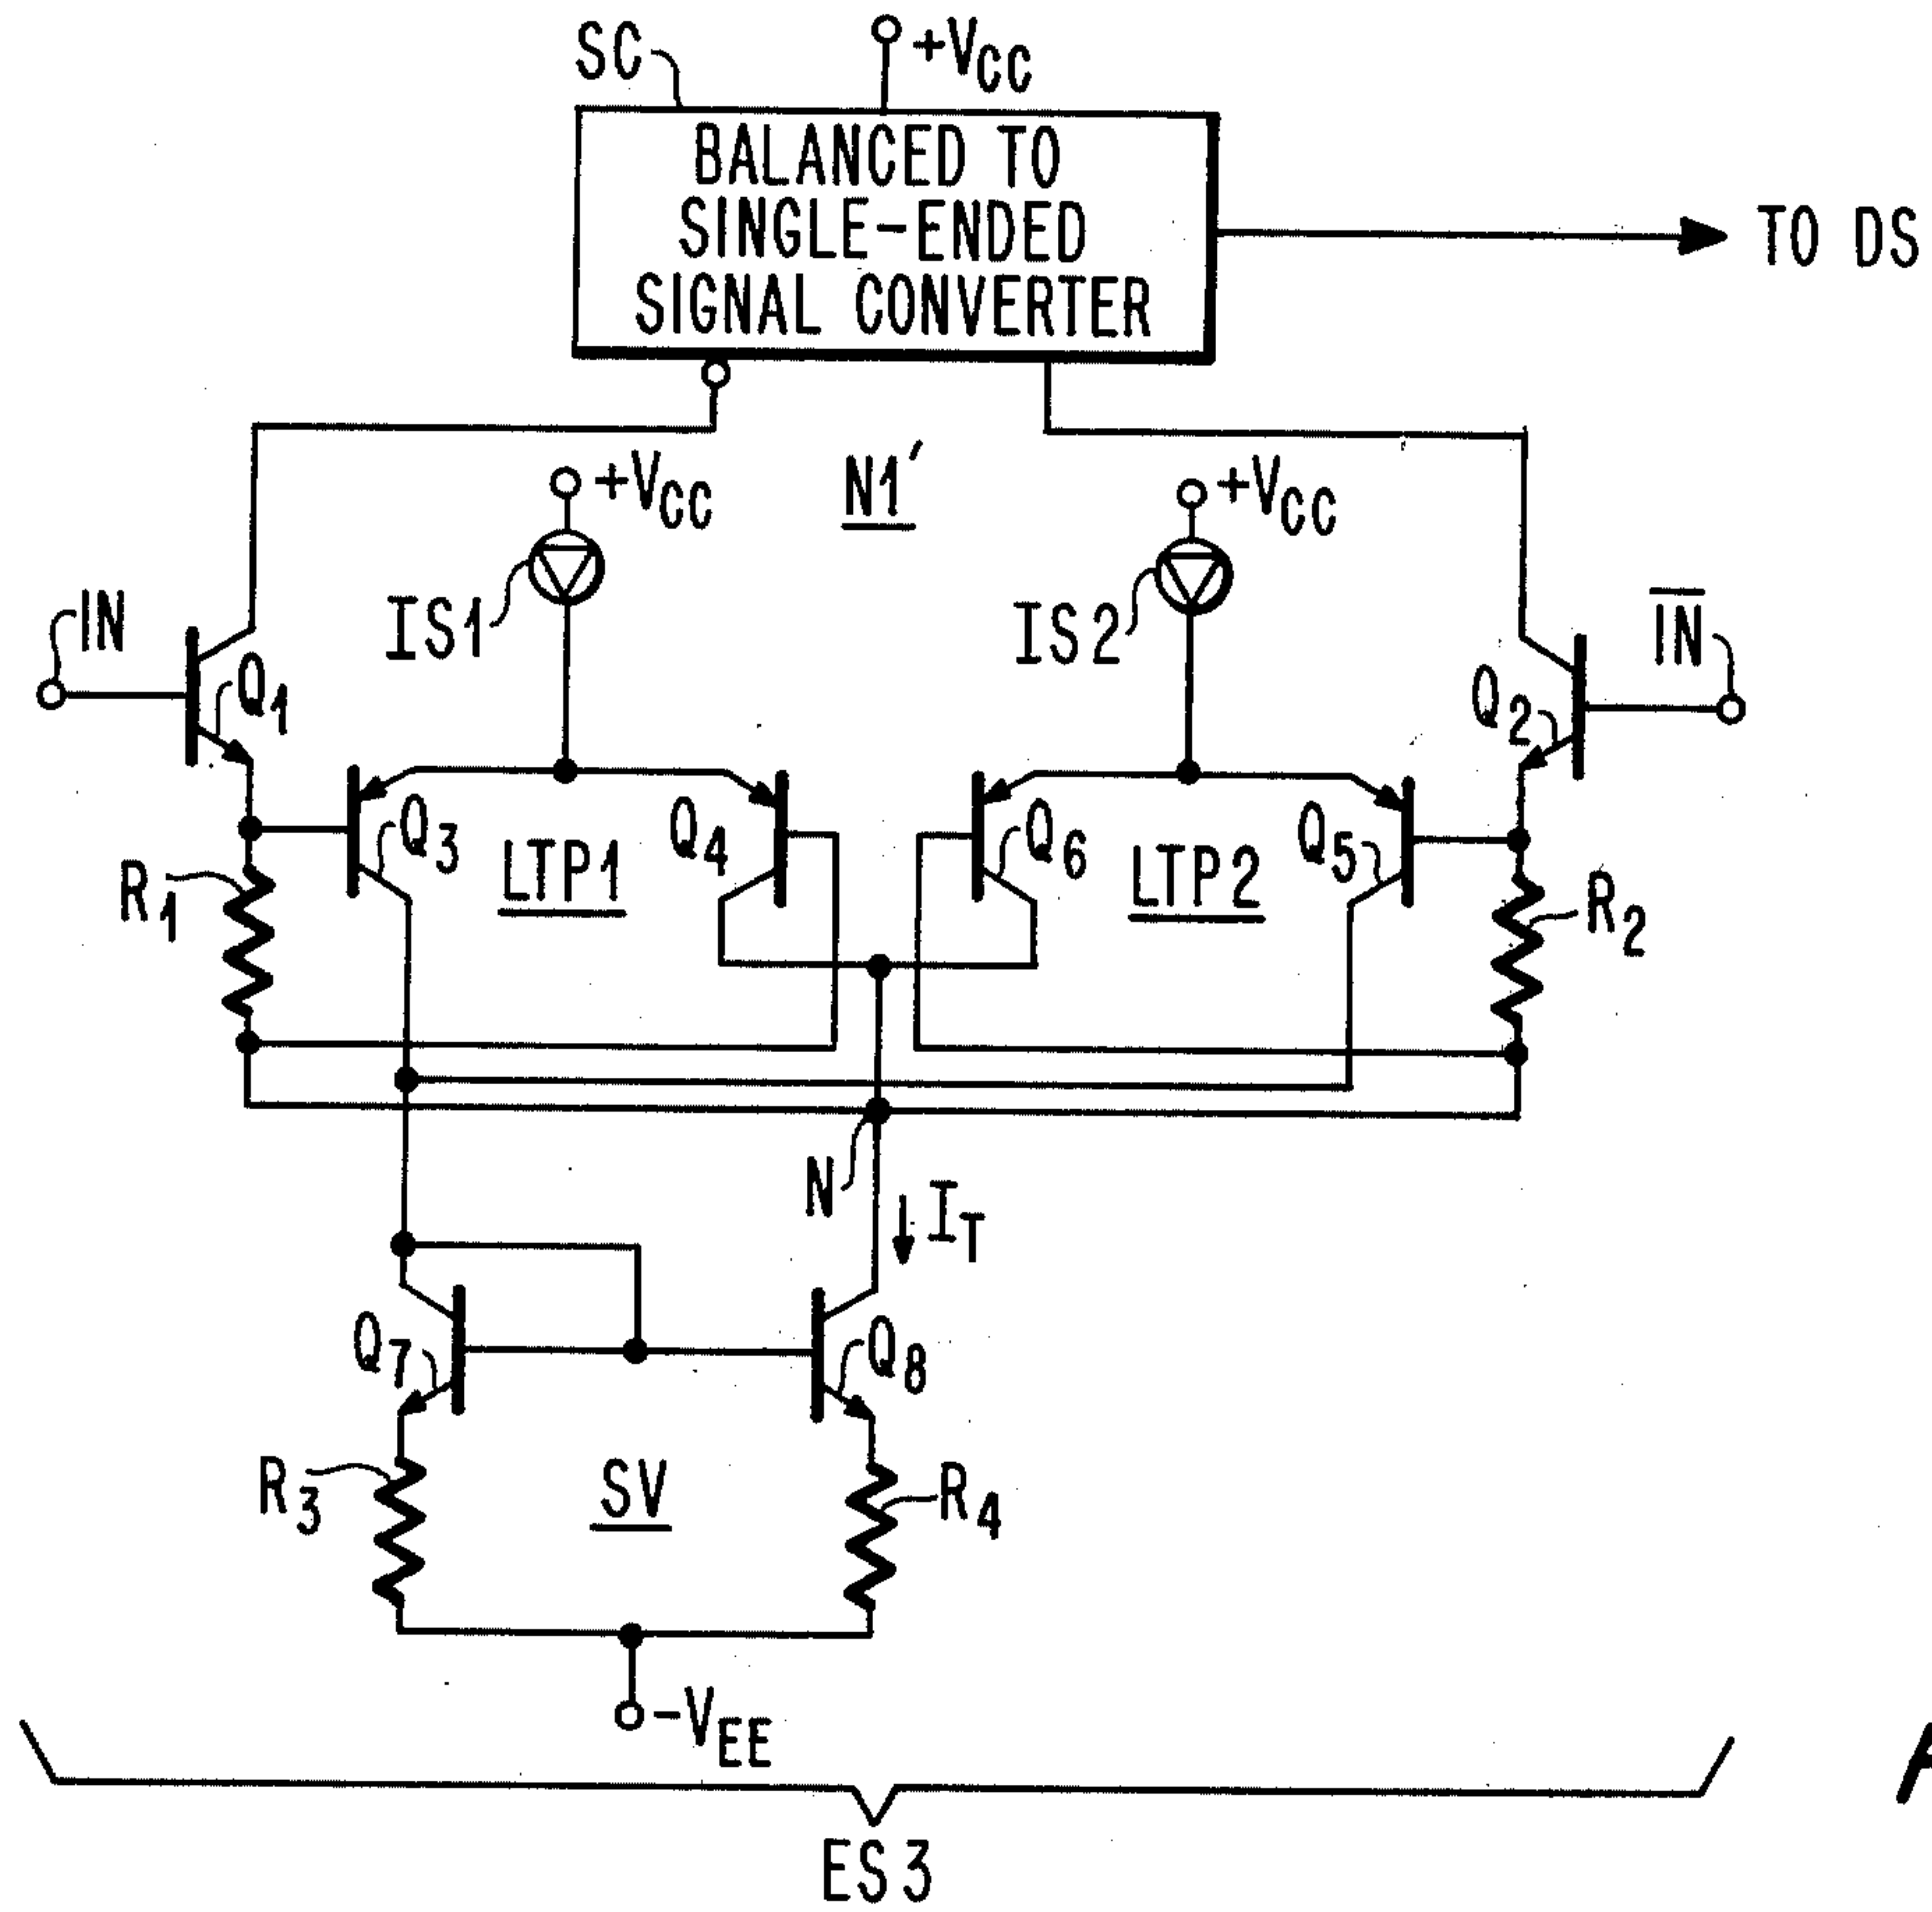 SC
+VCC
BALANCED TO
SINGLE-ENDED
SIGNAL CONVERTER
TO DS
+VCC
N1′
+VCC
IN
IS1
IS2
I̅N̅
Q1
Q2
Q3
LTP1
Q4
Q6
LTP2
Q5
R1
R2
N
IT
Q7
Q8
R3
SV
R4
-VEE
ES3